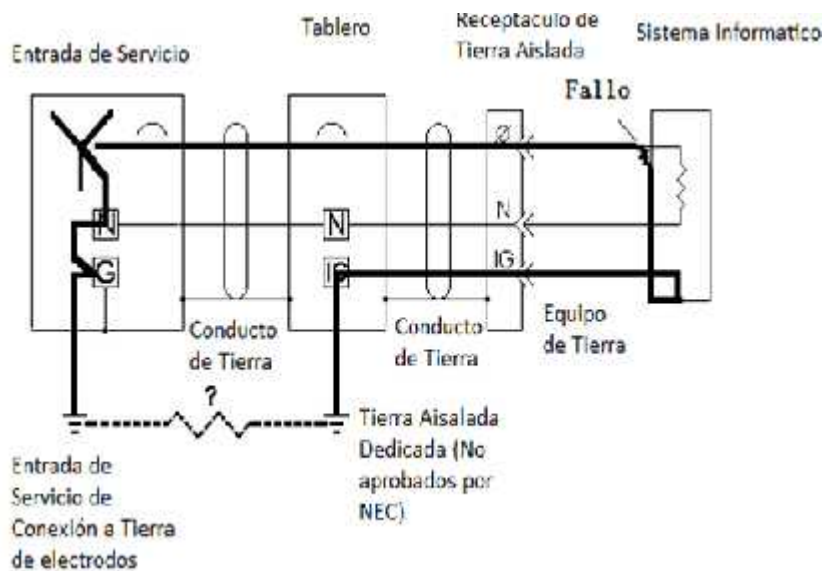 Entrada de Servicio
Tablero
Receptaculo de
Tierra Aislada
Sistema Informatico
Fallo
Ø
N
N
N
G
IG
IG
Conducto
de Tierra
Conducto
de Tierra
Equipo
de Tierra
?
Tierra Aisalada
Dedicada (No
aprobados por
NEC)
Entrada de
Servicio de
Conexión a Tierra
de electrodos